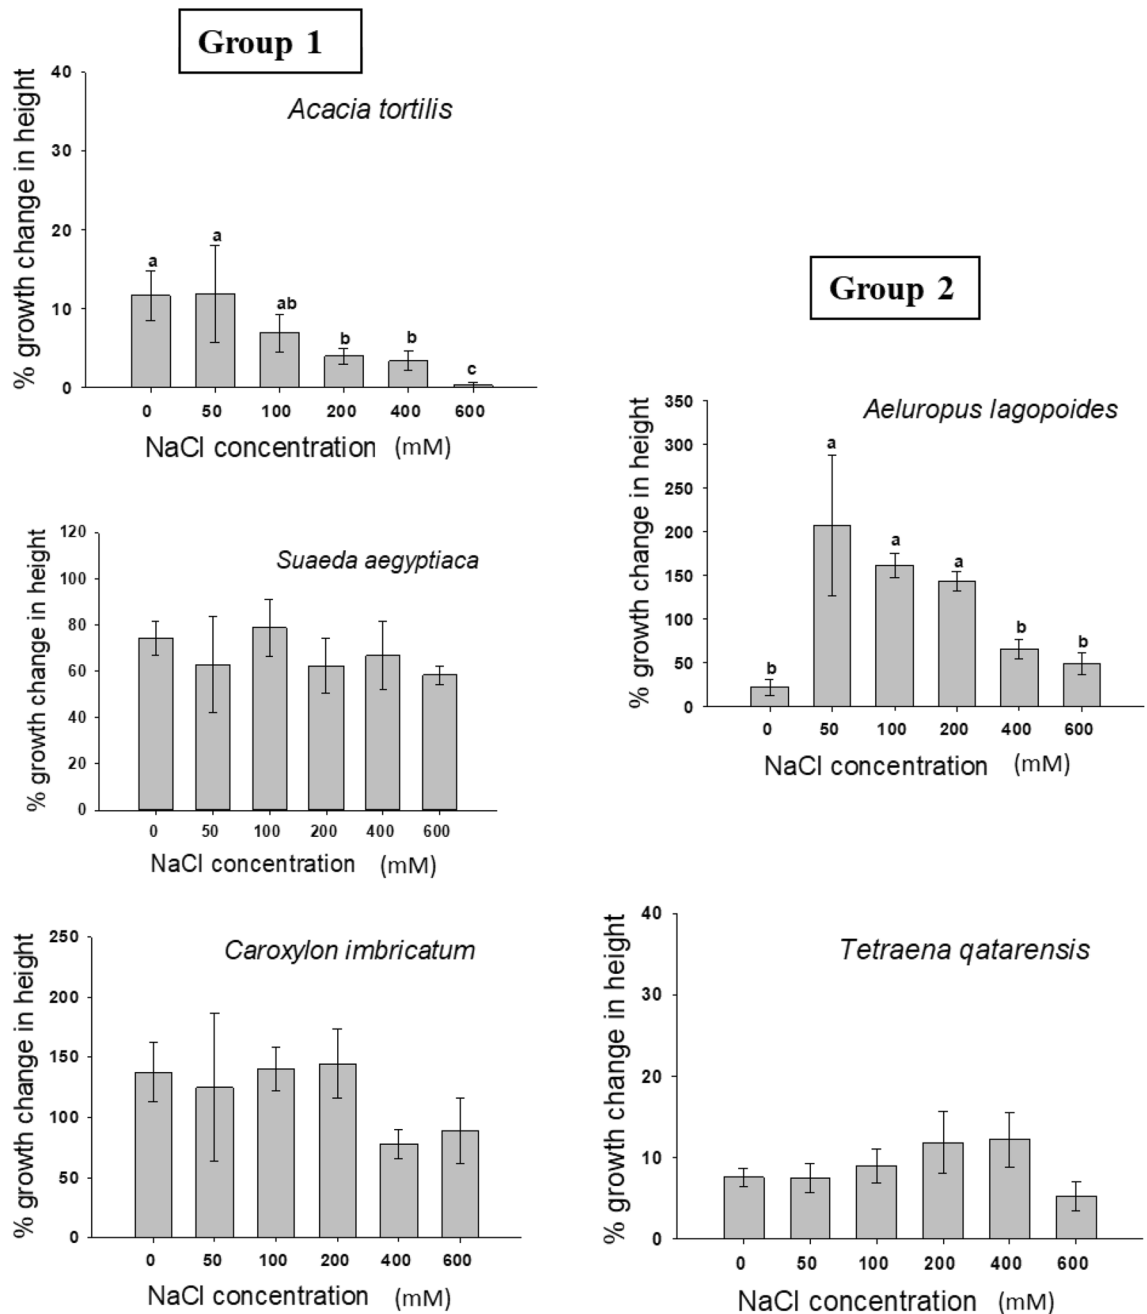 Group 1
% growth change in height
40
30
20
10
0
Acacia tortilis
a
a
ab
b
b
c
0 50 100 200 400 600
NaCl concentration (mM)
% growth change in height
120
100
80
60
40
20
0
Suaeda aegyptiaca
0 50 100 200 400 600
NaCl concentration (mM)
% growth change in height
250
200
150
100
50
0
Caroxylon imbricatum
0 50 100 200 400 600
NaCl concentration (mM)
Group 2
% growth change in height
350
300
250
200
150
100
50
0
Aeluropus lagopoides
b
a
a
a
b
b
0 50 100 200 400 600
NaCl concentration (mM)
% growth change in height
40
30
20
10
0
Tetraena qatarensis
0 50 100 200 400 600
NaCl concentration (mM)